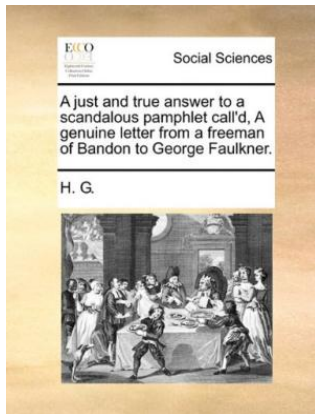 ECCO
Social Sciences
A just and true answer to a
scandalous pamphlet call'd, A
genuine letter from a freeman
of Bandon to George Faulkner.
H. G.